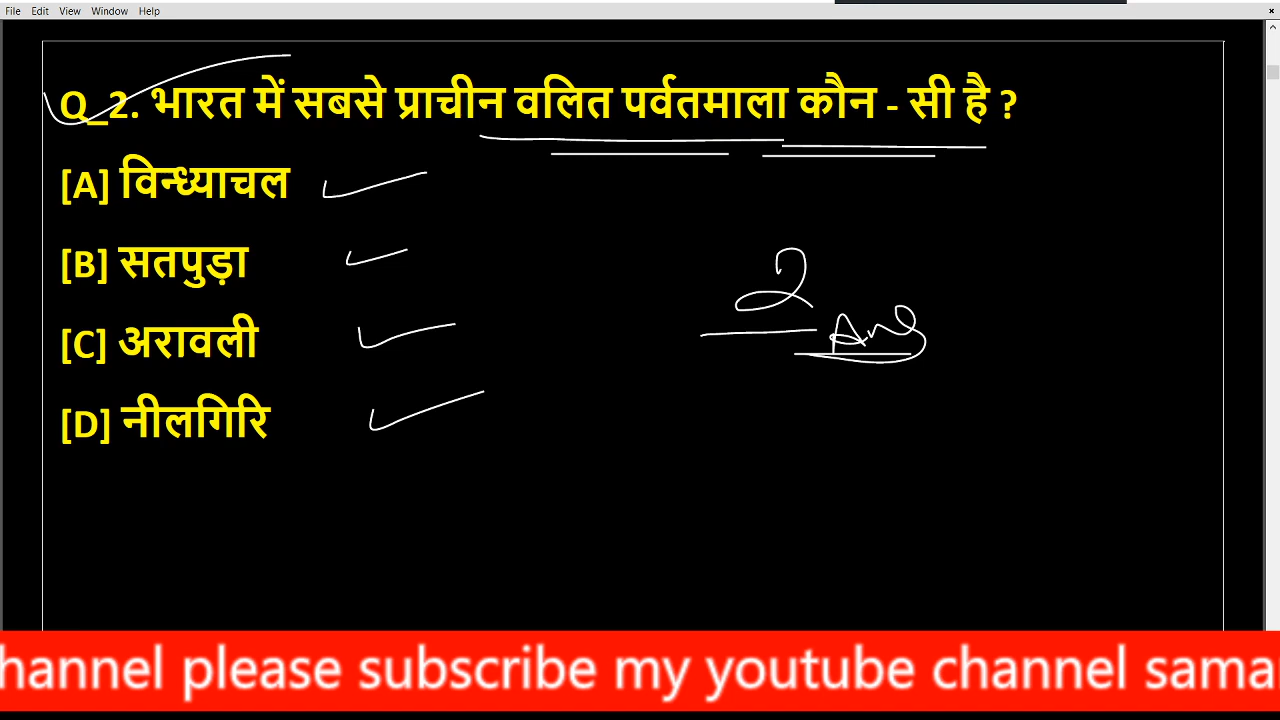 File Edit View Window Help
Q_2. भारत में सबसे प्राचीन वलित पर्वतमाला कौन - सी है ?
[A] विन्ध्याचल
[B] सतपुड़ा
[C] अरावली
[D] नीलगिरि
2
Ans
hannel please subscribe my youtube channel sama